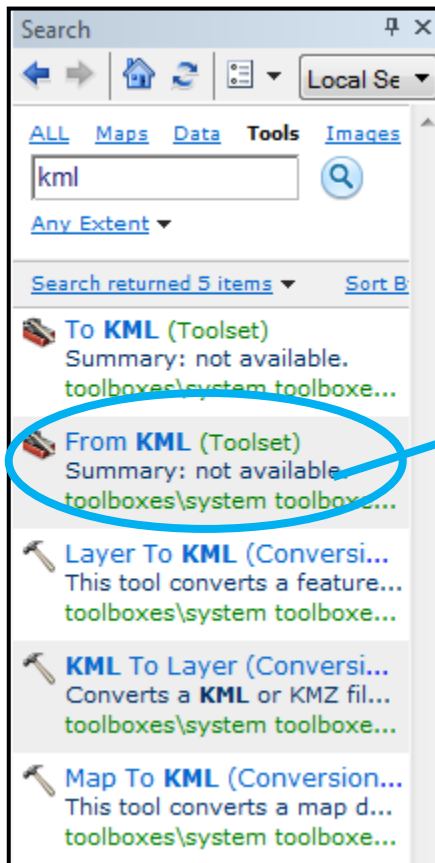 Search
Local Se
ALL Maps Data Tools Images
kml
Any Extent
Search returned 5 items Sort B
To KML (Toolset)
Summary: not available.
toolboxes\system toolboxe...
From KML (Toolset)
Summary: not available.
toolboxes\system toolboxe...
Layer To KML (Conversi...
This tool converts a feature...
toolboxes\system toolboxe...
KML To Layer (Conversi...
Converts a KML or KMZ fil...
toolboxes\system toolboxe...
Map To KML (Conversion...
This tool converts a map d...
toolboxes\system toolboxe...